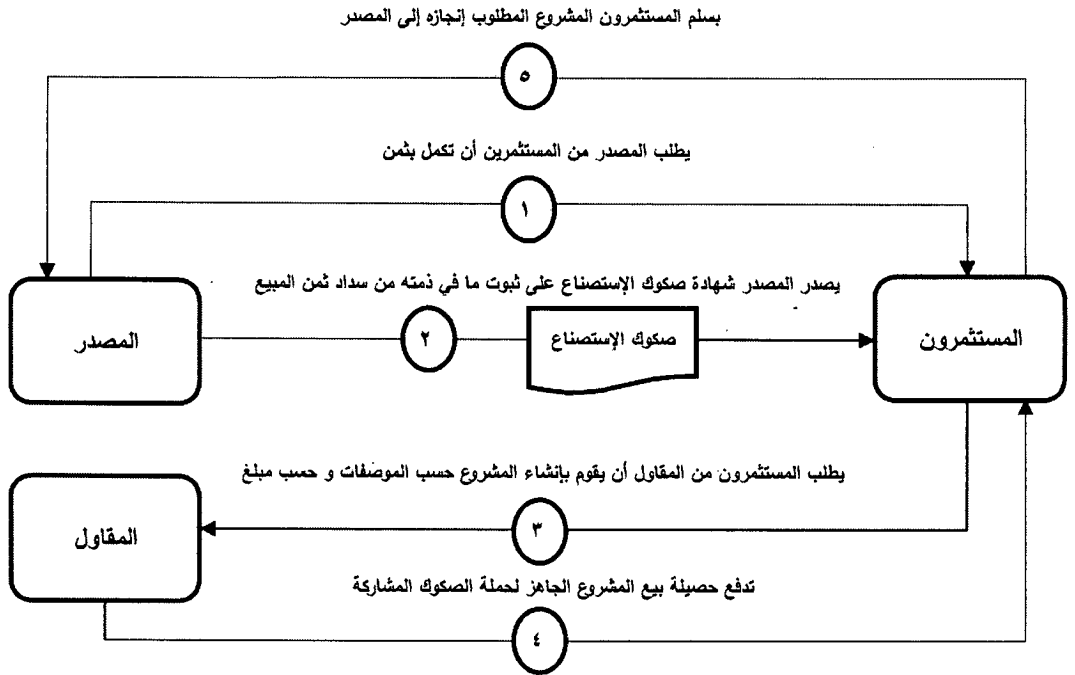 بسلم المستثمرون المشروع المطلوب إنجازه إلى المصدر
٥
يطلب المصدر من المستثمرين أن تكمل بثمن
١
يصدر المصدر شهادة صكوك الإستصناع على ثبوت ما في ذمته من سداد ثمن المبيع
المستثمرون
صكوك الإستصناع
٢
المصدر
يطلب المستثمرون من المقاول أن يقوم بإنشاء المشروع حسب الموصفات و حسب مبلغ
٣
المقاول
تدفع حصيلة بيع المشروع الجاهز لحملة الصكوك المشاركة
٤